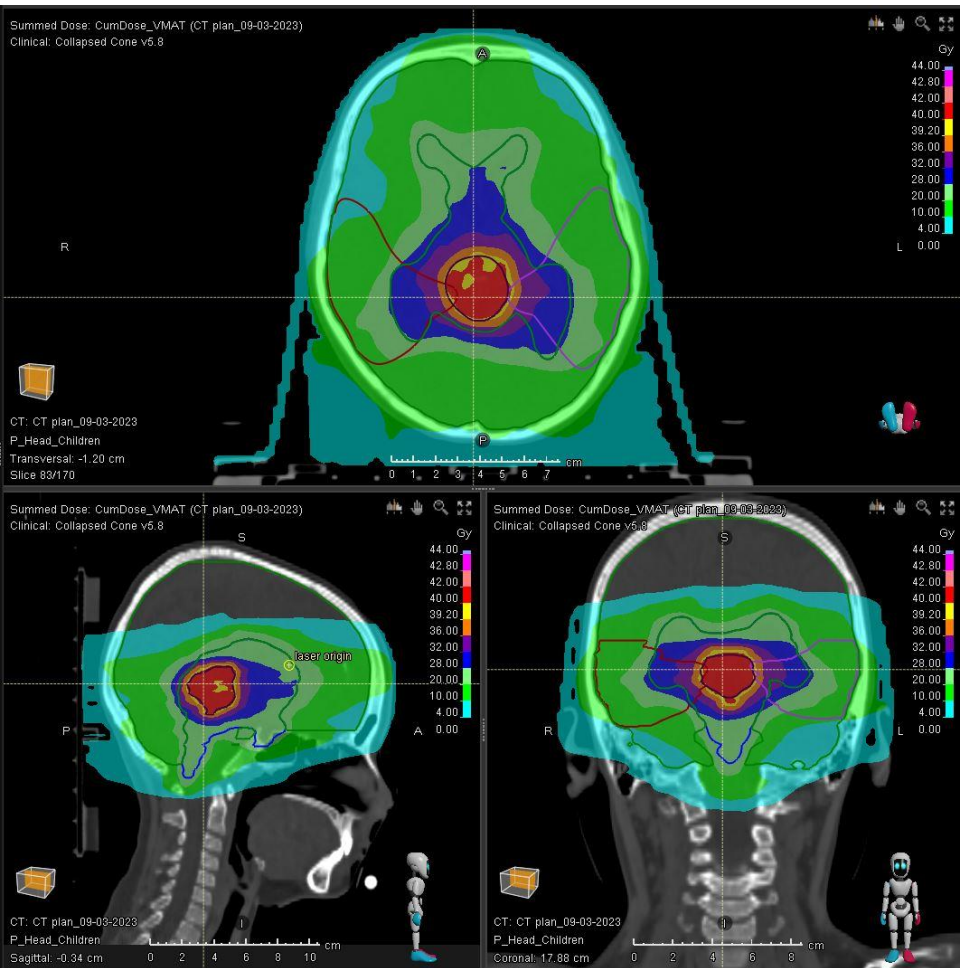 Summed Dose: CumDose_VMAT (CT plan_09-03-2023)
Clinical: Collapsed Cone v5.8
A
Gy
44.00
42.80
42.00
40.00
39.20
36.00
32.00
28.00
20.00
10.00
4.00
0.00
R
L
CT: CT plan_09-03-2023
P_Head_Children
Transversal: -1.20 cm
Slice 83/170
P
0 1 2 3 4 5 6 7 cm
Summed Dose: CumDose_VMAT (CT plan_09-03-2023)
Clinical: Collapsed Cone v5.8
S
Gy
44.00
42.80
42.00
40.00
39.20
36.00
32.00
28.00
20.00
10.00
4.00
0.00
laser origin
P
A
CT: CT plan_09-03-2023
P_Head_Children
Sagittal: -0.34 cm
I
0 2 4 6 8 10 cm
Summed Dose: CumDose_VMAT (CT plan_09-03-2023)
Clinical: Collapsed Cone v5.8
S
Gy
44.00
42.80
42.00
40.00
39.20
36.00
32.00
28.00
20.00
10.00
4.00
0.00
R
L
CT: CT plan_09-03-2023
P_Head_Children
Coronal: 17.88 cm
I
0 2 4 6 8 cm